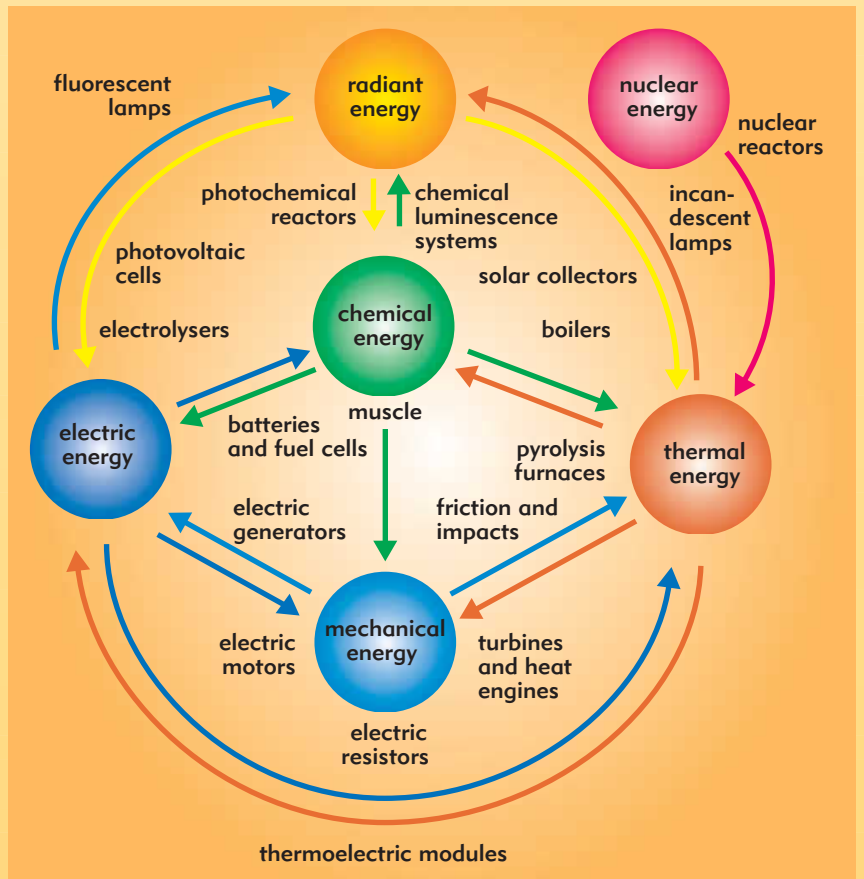 fluorescent
lamps
radiant
energy
nuclear
energy
nuclear
reactors
photochemical
reactors
chemical
luminescence
systems
incan-
descent
lamps
photovoltaic
cells
solar collectors
electrolysers
chemical
energy
boilers
muscle
electric
energy
batteries
and fuel cells
pyrolysis
furnaces
thermal
energy
electric
generators
friction and
impacts
mechanical
energy
electric
motors
turbines
and heat
engines
electric
resistors
thermoelectric modules